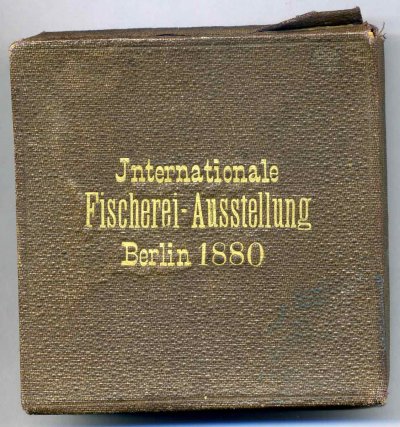 Jnternationale
Fischerei-Ausstellung
Berlin 1880